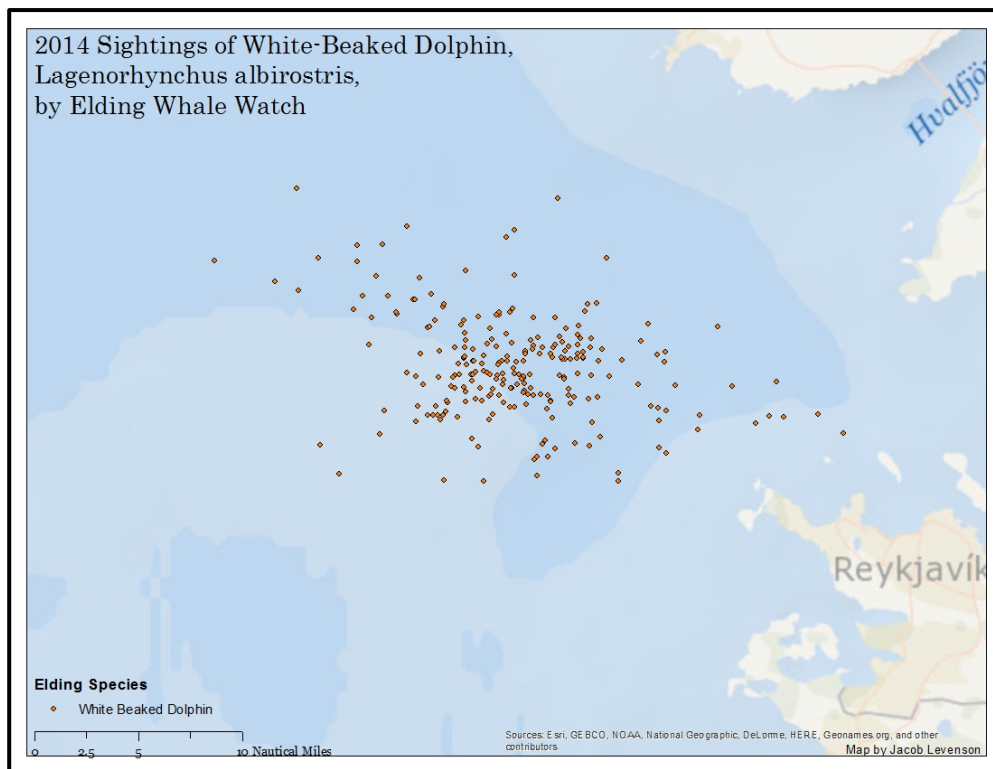 2014 Sightings of White-Beaked Dolphin,
Lagenorhynchus albirostris,
by Elding Whale Watch
Hvalfjö
Reykjavík
Elding Species
White Beaked Dolphin
0 2.5 5 10 Nautical Miles
Sources: Esri, GEBCO, NOAA, National Geographic, DeLorme, HERE, Geonames.org, and other
contributors
Map by Jacob Levenson